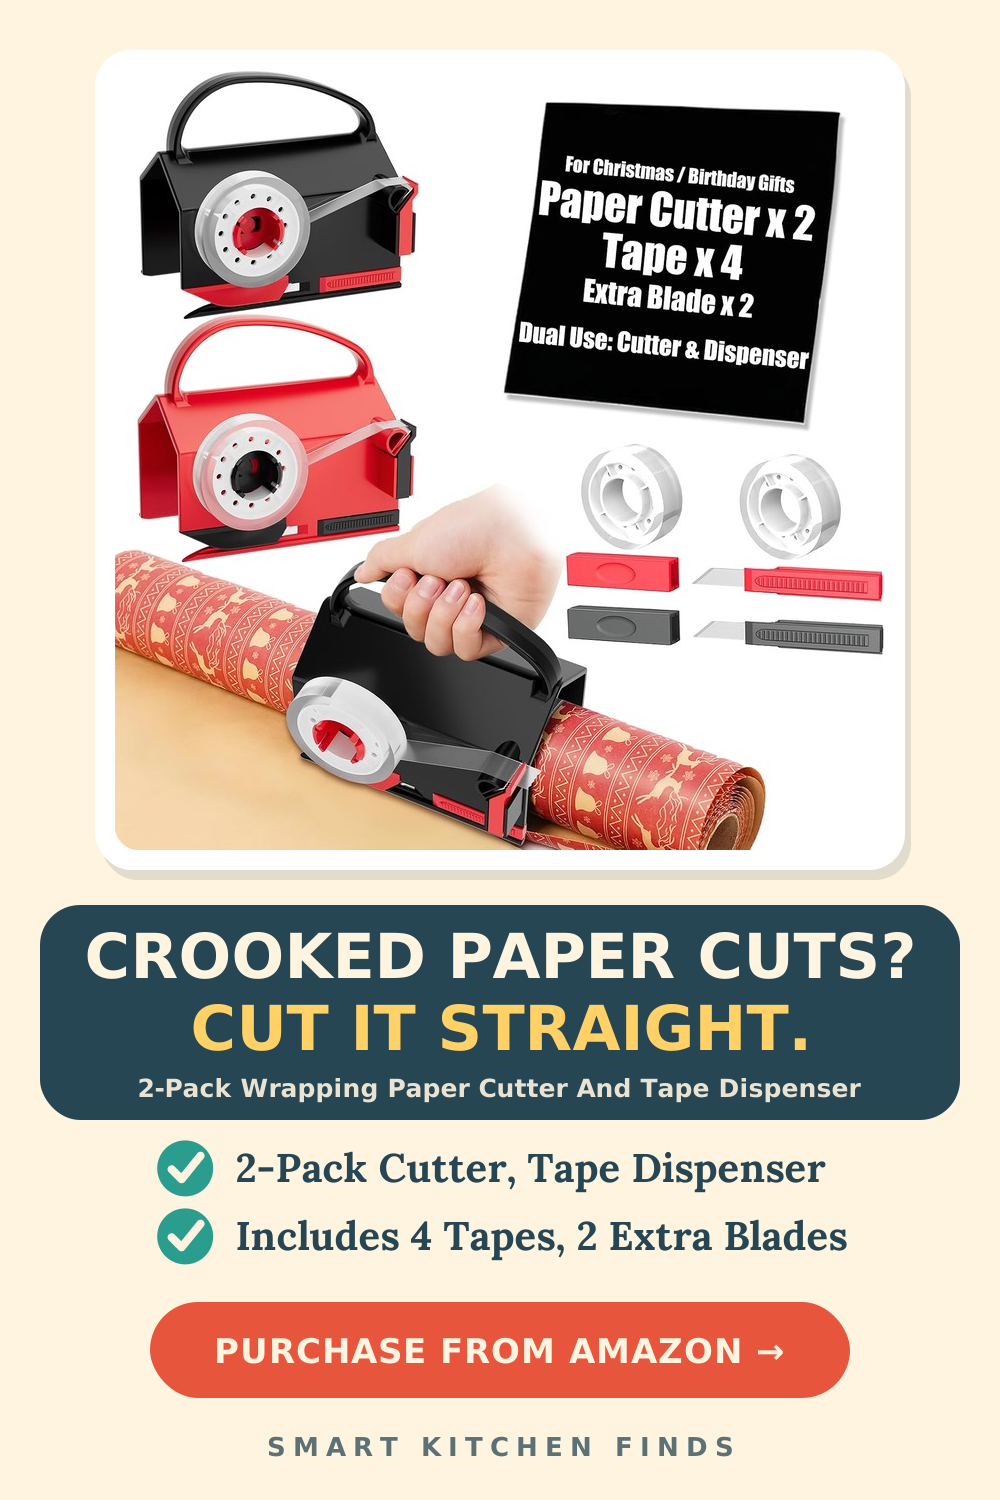 For Christmas / Birthday Gifts
Paper Cutter x 2
Tape x 4
Extra Blade x 2
Dual Use: Cutter & Dispenser
CROOKED PAPER CUTS?
CUT IT STRAIGHT.
2-Pack Wrapping Paper Cutter And Tape Dispenser
2-Pack Cutter, Tape Dispenser
Includes 4 Tapes, 2 Extra Blades
PURCHASE FROM AMAZON →
SMART KITCHEN FINDS